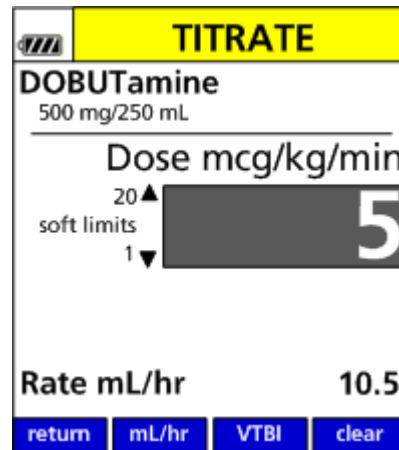 TITRATE
DOBUTamine
500 mg/250 mL
Dose mcg/kg/min
20
soft limits
1
5
Rate mL/hr 10.5
return mL/hr VTBI clear